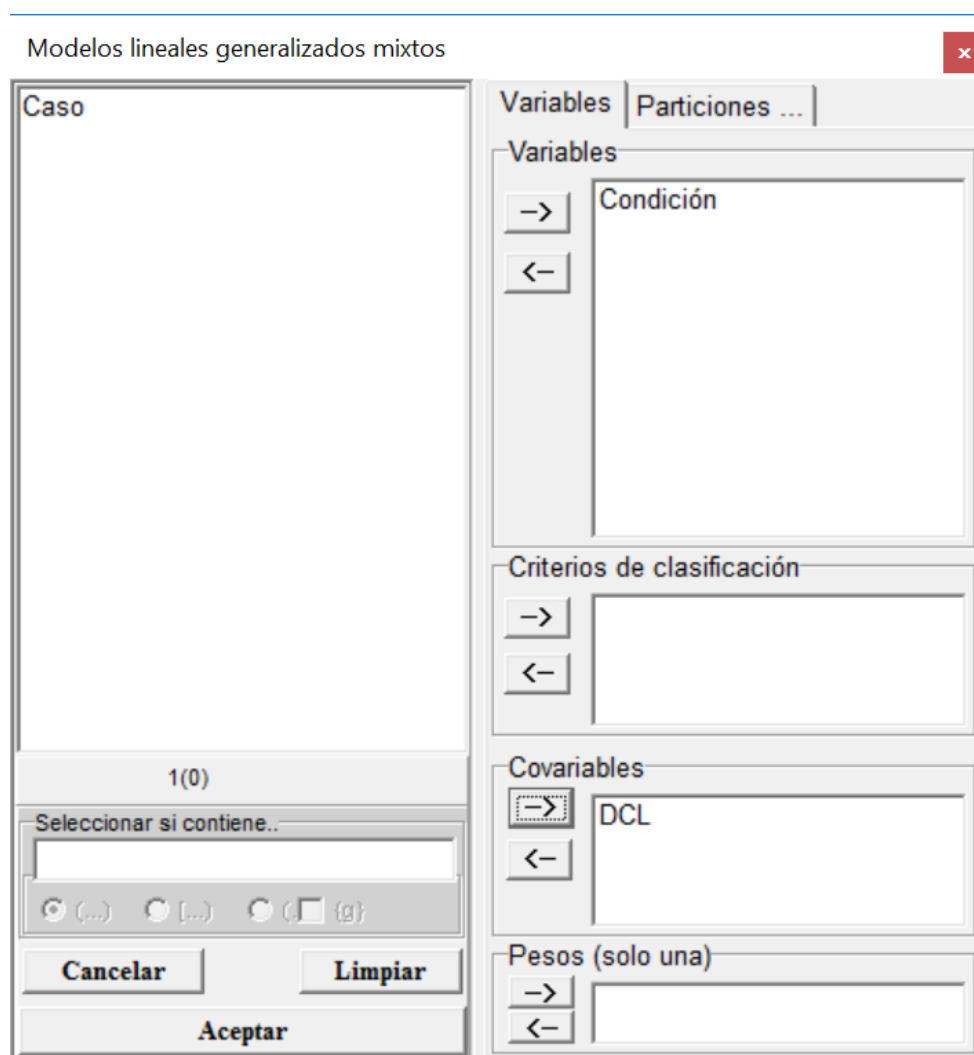 Modelos lineales generalizados mixtos
x
Caso
1(0)
Seleccionar si contiene..
(...) [...) (. {g}
Cancelar Limpiar
Aceptar
Variables Particiones ...
Variables
-->
Condición
<--
Criterios de clasificación
-->
<--
Covariables
-->
DCL
<--
Pesos (solo una)
-->
<--